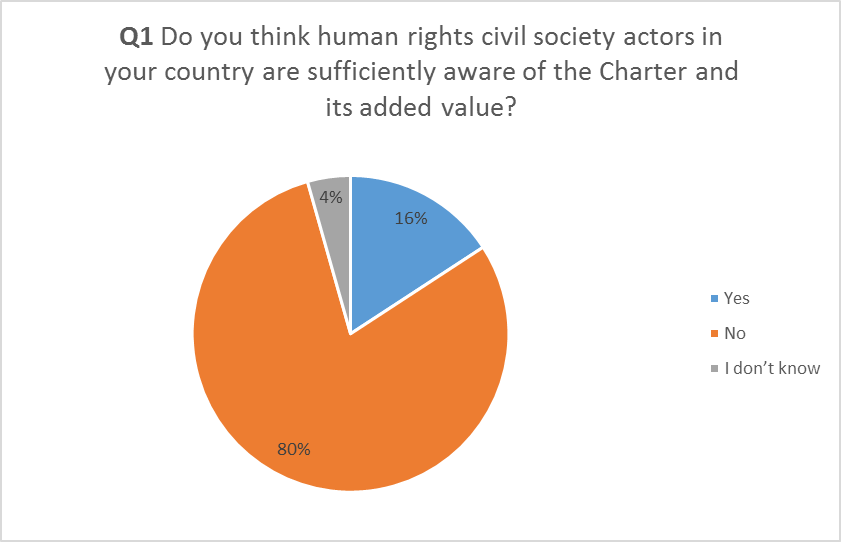 Q1 Do you think human rights civil society actors in
your country are sufficiently aware of the Charter and
its added value?
4%
16%
80%
Yes
No
I don’t know